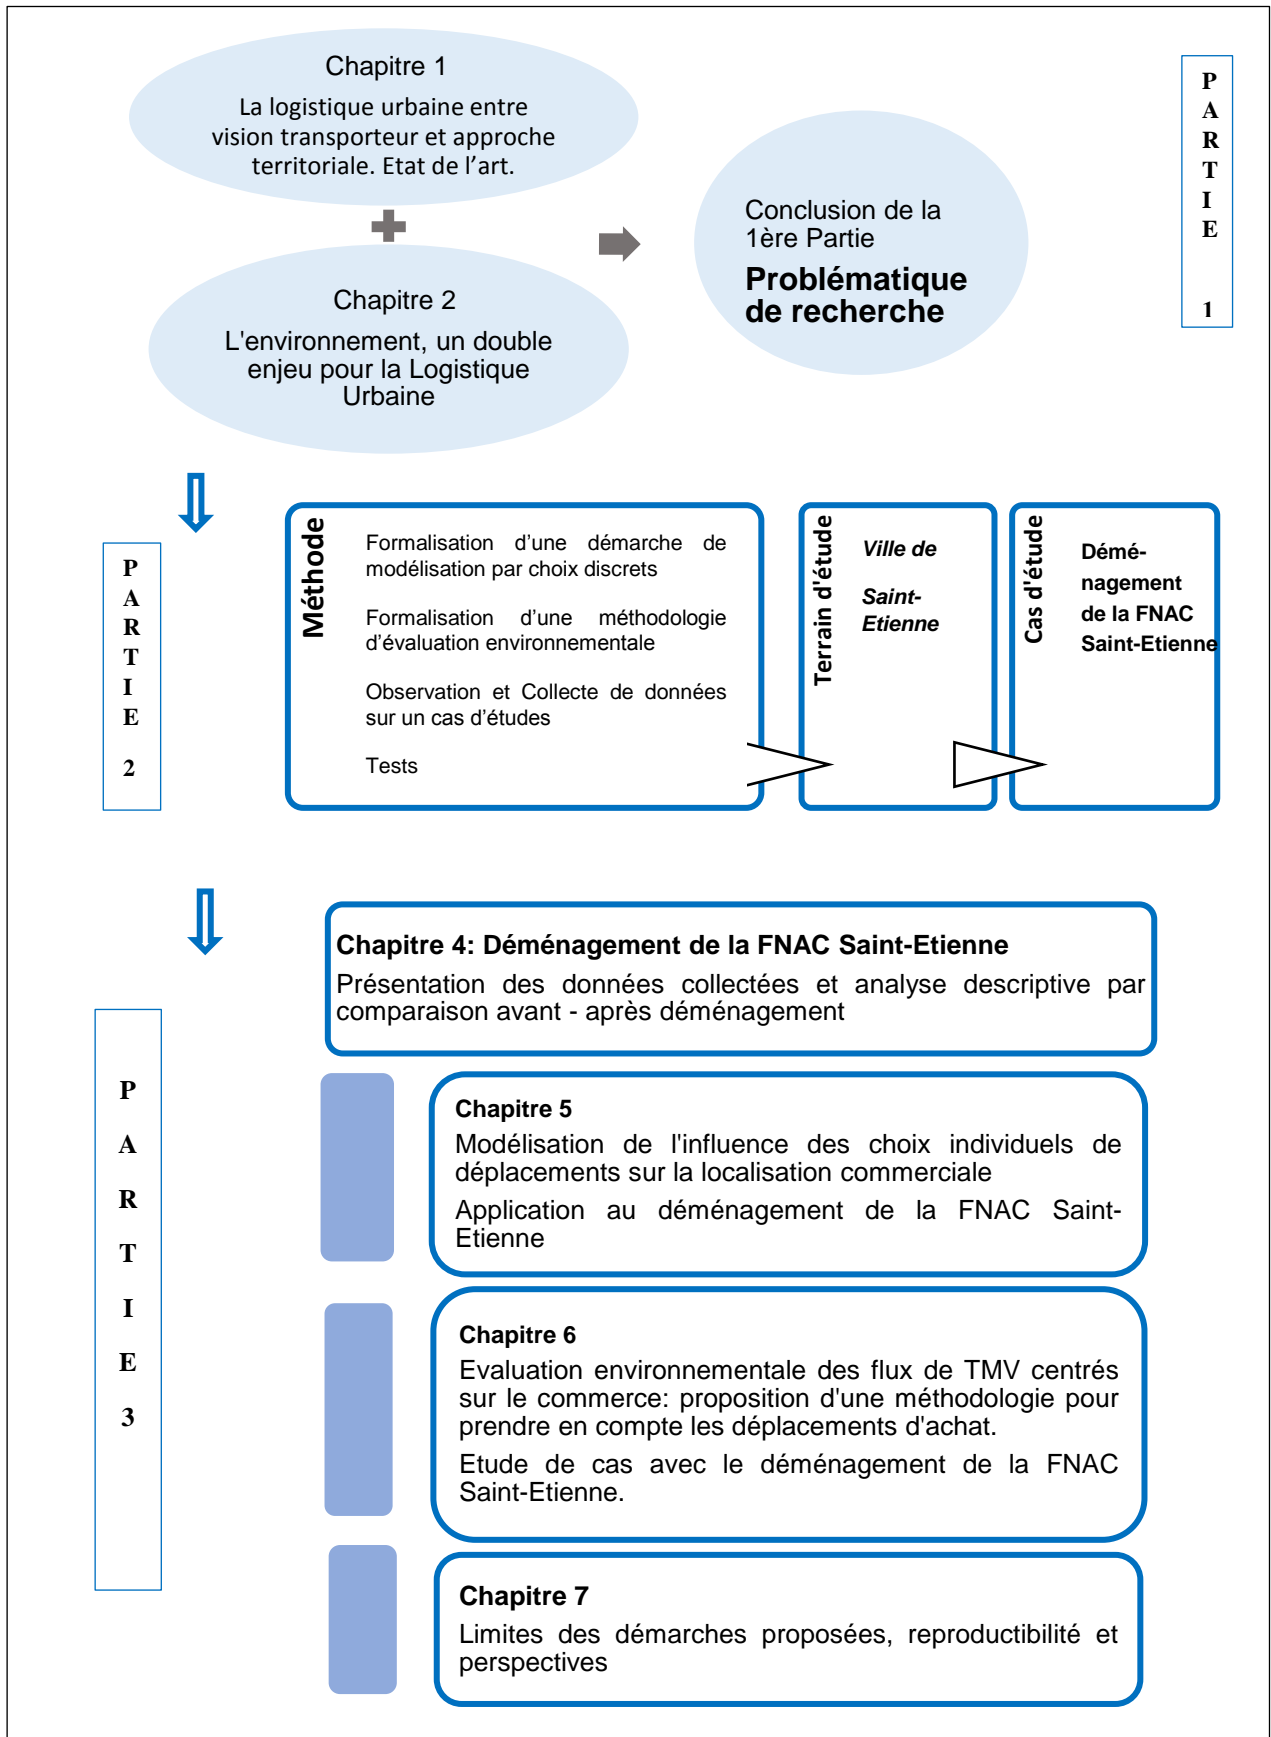 Chapitre 1
La logistique urbaine entre
vision transporteur et approche
territoriale. Etat de l’art.
Chapitre 2
L'environnement, un double
enjeu pour la Logistique
Urbaine
Conclusion de la
1ère Partie
Problématique
de recherche
P
A
R
T
I
E
1
P
A
R
T
I
E
2
Méthode
Formalisation d’une démarche de
modélisation par choix discrets
Formalisation d’une méthodologie
d’évaluation environnementale
Observation et Collecte de données
sur un cas d’études
Tests
Terrain d'étude
Ville de
Saint-
Etienne
Cas d'étude
Démé-
nagement
de la FNAC
Saint-Etienne
P
A
R
T
I
E
3
Chapitre 4: Déménagement de la FNAC Saint-Etienne
Présentation des données collectées et analyse descriptive par
comparaison avant - après déménagement
Chapitre 5
Modélisation de l'influence des choix individuels de
déplacements sur la localisation commerciale
Application au déménagement de la FNAC Saint-
Etienne
Chapitre 6
Evaluation environnementale des flux de TMV centrés
sur le commerce: proposition d'une méthodologie pour
prendre en compte les déplacements d'achat.
Etude de cas avec le déménagement de la FNAC
Saint-Etienne.
Chapitre 7
Limites des démarches proposées, reproductibilité et
perspectives